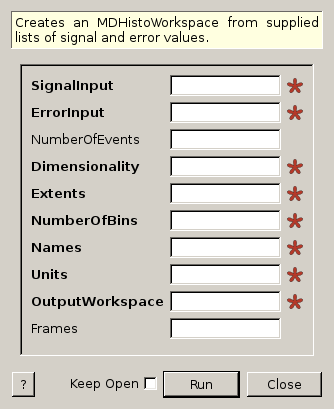 Creates an MDHistoWorkspace from supplied
lists of signal and error values.
SignalInput
ErrorInput
NumberOfEvents
Dimensionality
Extents
NumberOfBins
Names
Units
OutputWorkspace
Frames
? Keep Open Run Close